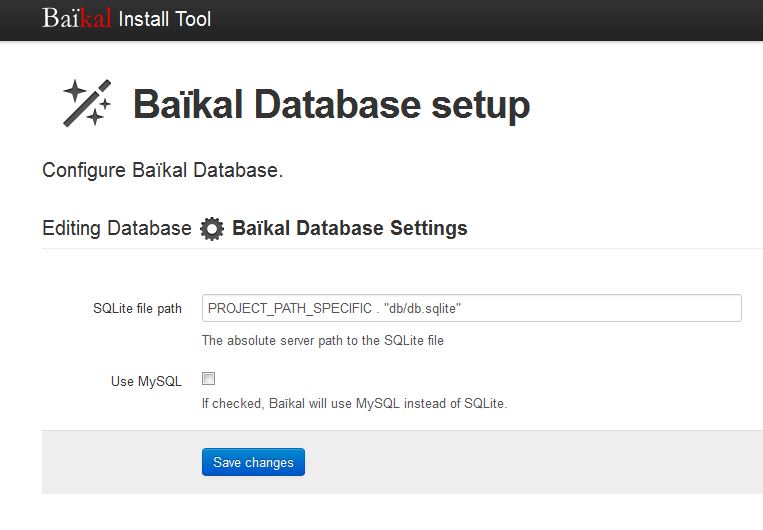 Baïkal Install Tool
Baïkal Database setup
Configure Baïkal Database.
Editing Database Baïkal Database Settings
SQLite file path PROJECT_PATH_SPECIFIC . "db/db.sqlite"
The absolute server path to the SQLite file
Use MySQL
If checked, Baïkal will use MySQL instead of SQLite.
Save changes